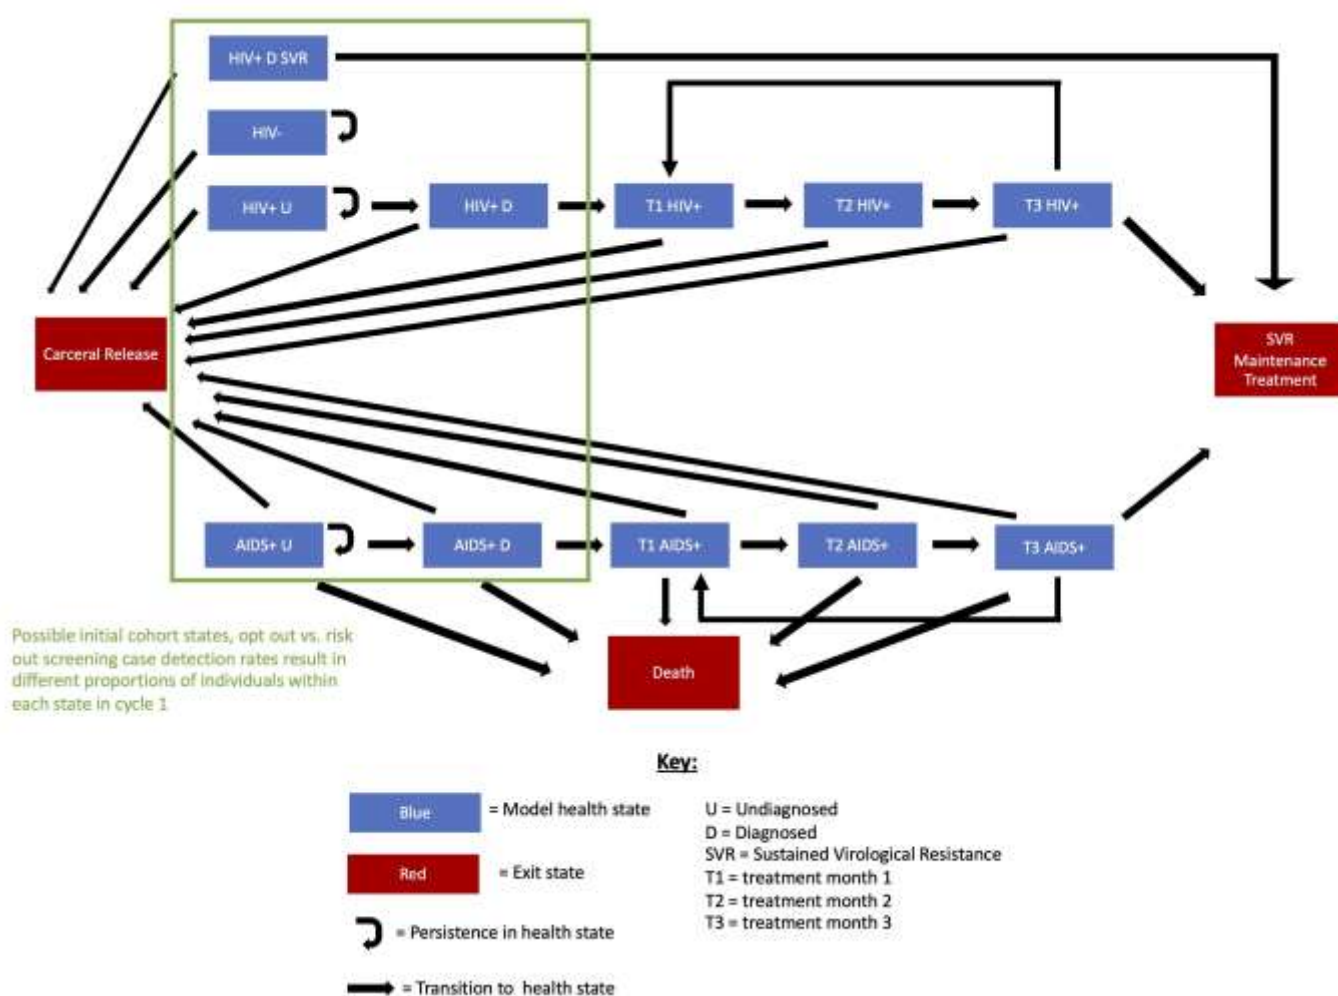 HIV+ D SVR
HIV-
HIV+ U
HIV+ D
T1 HIV+
T2 HIV+
T3 HIV+
Carceral Release
SVR
Maintenance
Treatment
AIDS+ U
AIDS+ D
T1 AIDS+
T2 AIDS+
T3 AIDS+
Death
Possible initial cohort states, opt out vs. risk
out screening case detection rates result in
different proportions of individuals within
each state in cycle 1
Key:
Blue
= Model health state
Red
= Exit state
= Persistence in health state
= Transition to health state
U = Undiagnosed
D = Diagnosed
SVR = Sustained Virological Resistance
T1 = treatment month 1
T2 = treatment month 2
T3 = treatment month 3